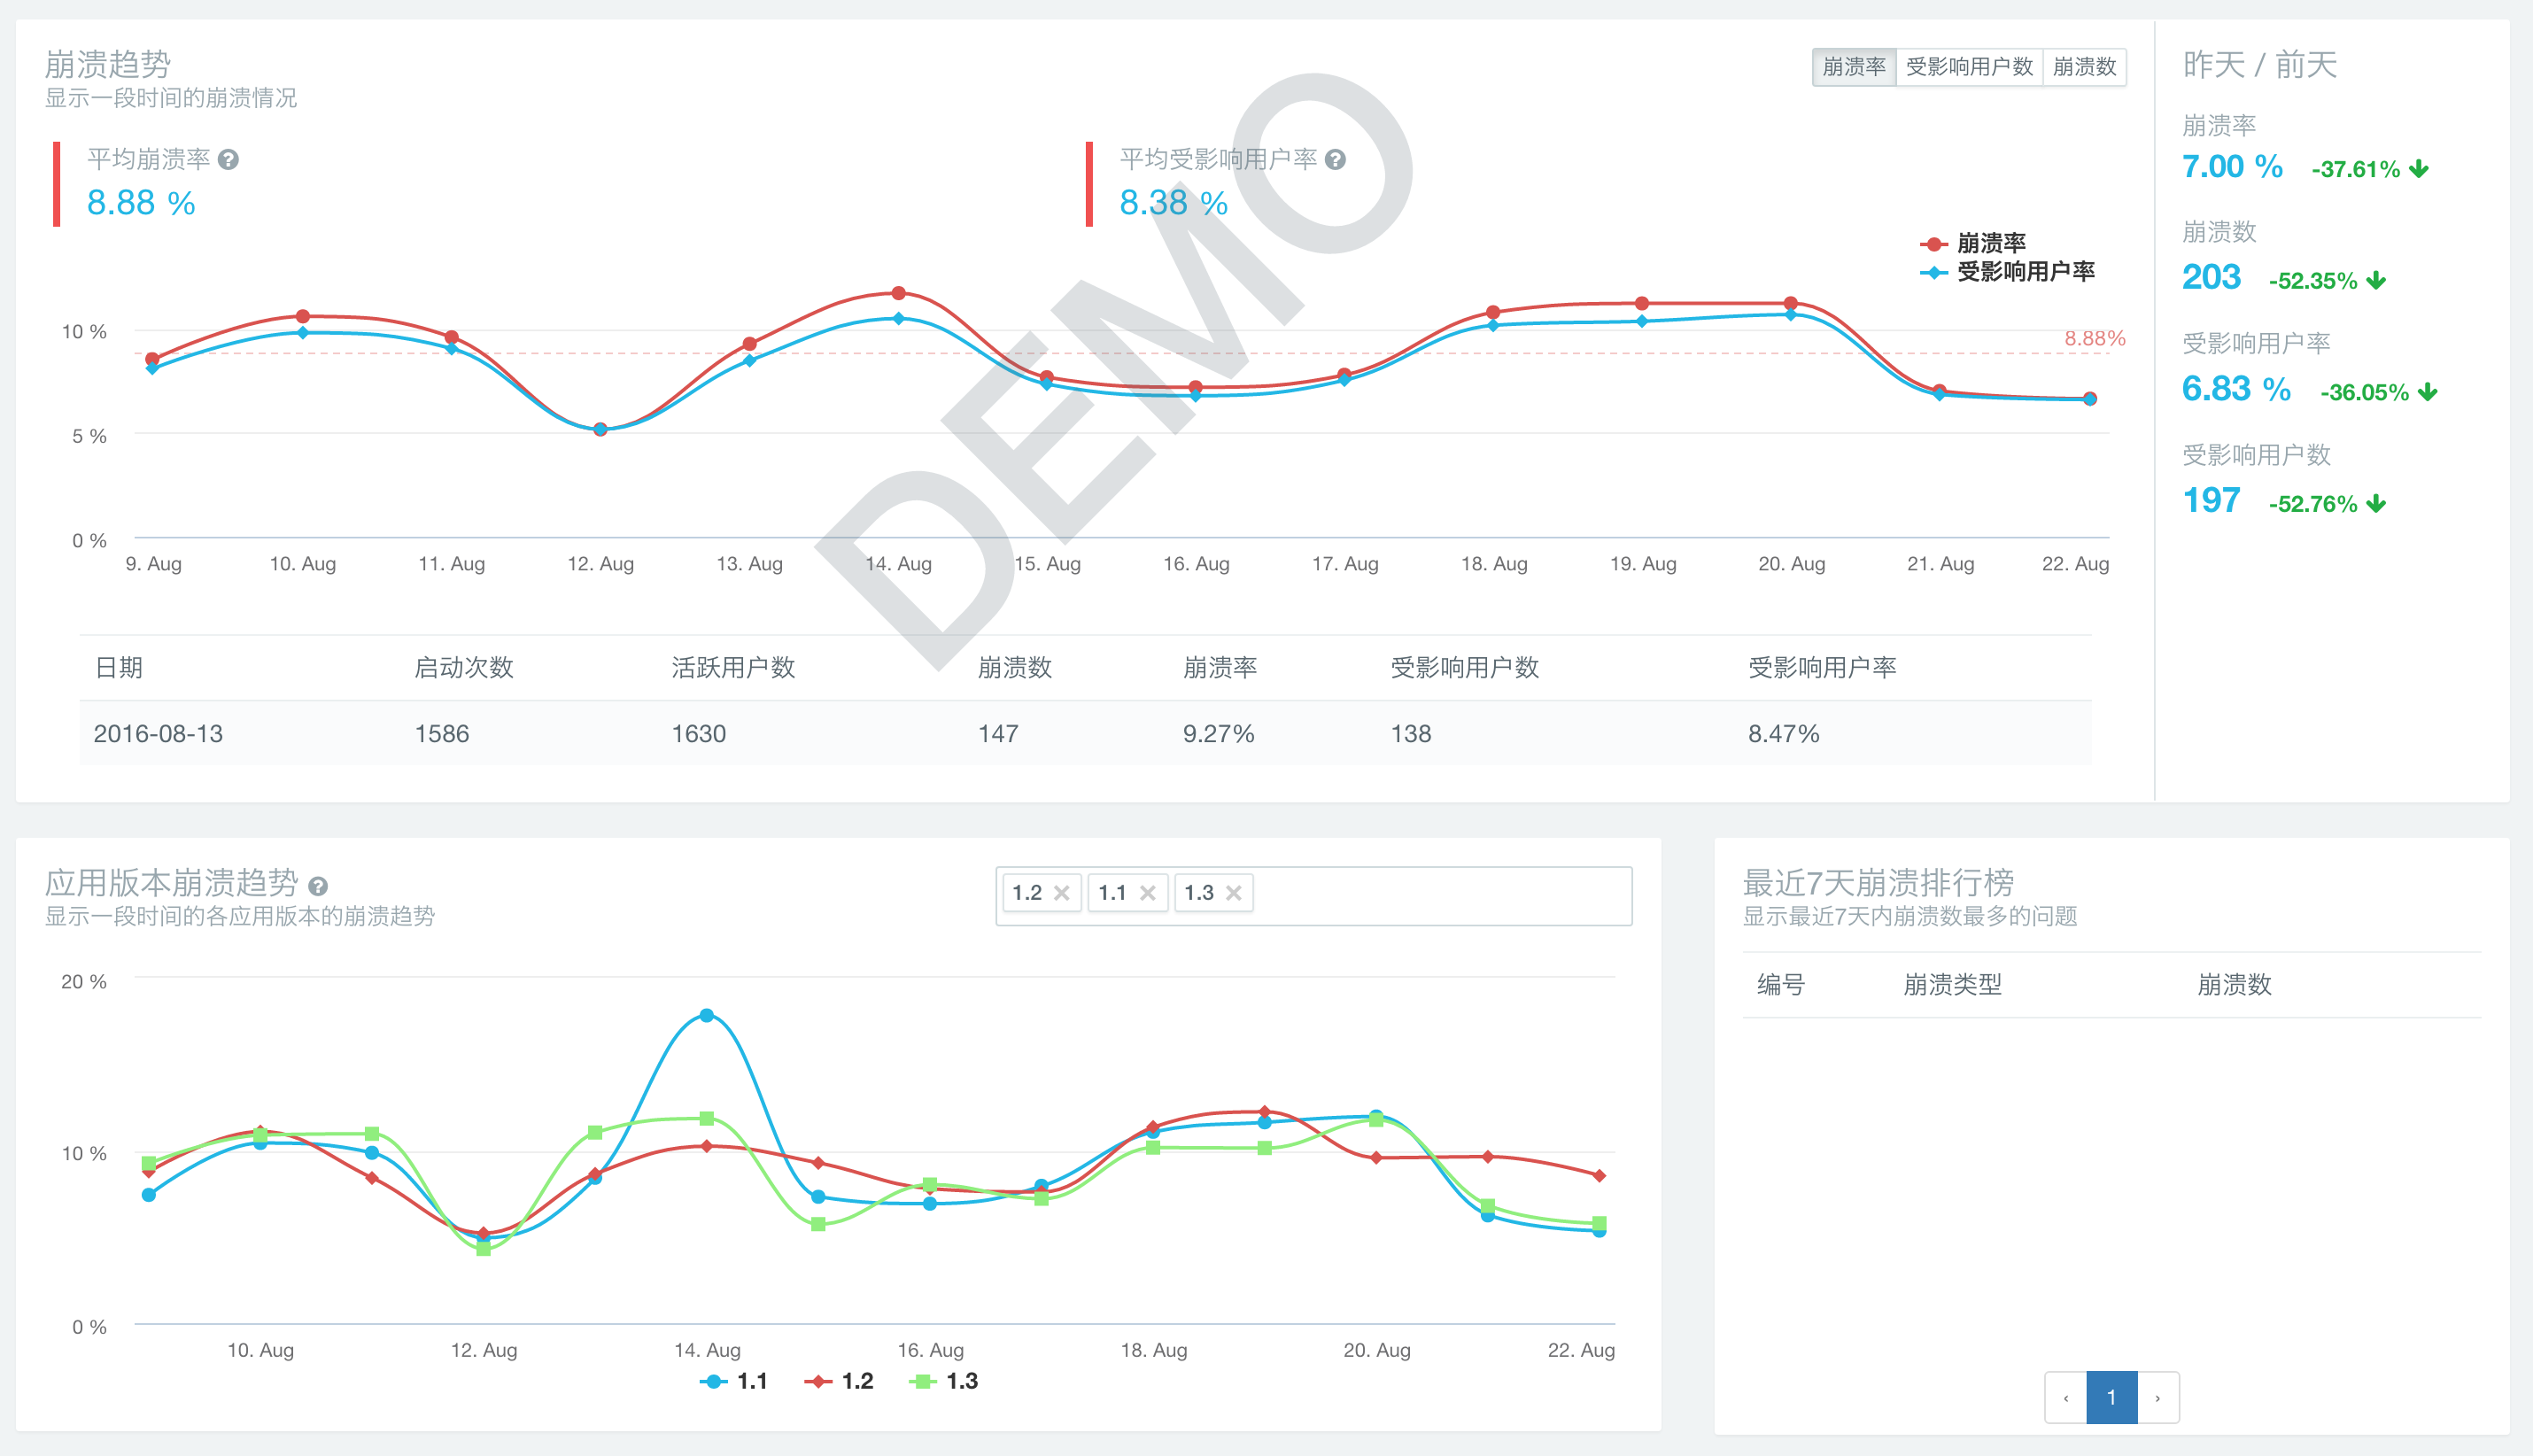 崩溃趋势
显示一段时间的崩溃情况
崩溃率 受影响用户数 崩溃数
平均崩溃率 ?
8.88 %
平均受影响用户率 ?
8.38 %
DEMO
崩溃率
受影响用户率
10 %
5 %
0 %
8.88%
9. Aug 10. Aug 11. Aug 12. Aug 13. Aug 14. Aug 15. Aug 16. Aug 17. Aug 18. Aug 19. Aug 20. Aug 21. Aug 22. Aug
日期 启动次数 活跃用户数 崩溃数 崩溃率 受影响用户数 受影响用户率
2016-08-13 1586 1630 147 9.27% 138 8.47%
昨天 / 前天
崩溃率
7.00 % -37.61%
崩溃数
203 -52.35%
受影响用户率
6.83 % -36.05%
受影响用户数
197 -52.76%
应用版本崩溃趋势 ?
显示一段时间的各应用版本的崩溃趋势
1.2 × 1.1 × 1.3 ×
20 %
10 %
0 %
10. Aug 12. Aug 14. Aug 16. Aug 18. Aug 20. Aug 22. Aug
1.1 1.2 1.3
最近7天崩溃排行榜
显示最近7天内崩溃数最多的问题
编号 崩溃类型 崩溃数
‹ 1 ›